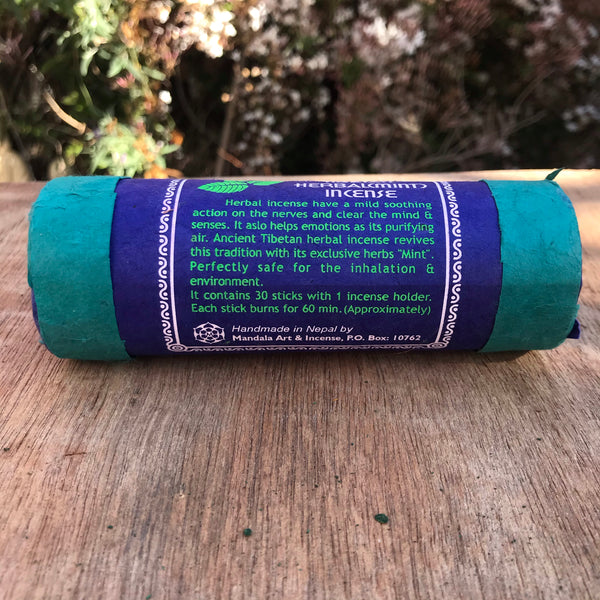 HERBAL(MINT)
INCENSE
Herbal incense have a mild soothing
action on the nerves and clear the mind &
senses. It aslo helps emotions as its purifying
air. Ancient Tibetan herbal incense revives
this tradition with its exclusive herbs "Mint".
Perfectly safe for the inhalation &
environment.
It contains 30 sticks with 1 incense holder.
Each stick burns for 60 min.(Approximately)
Handmade in Nepal by
Mandala Art & Incense, P.O. Box: 10762